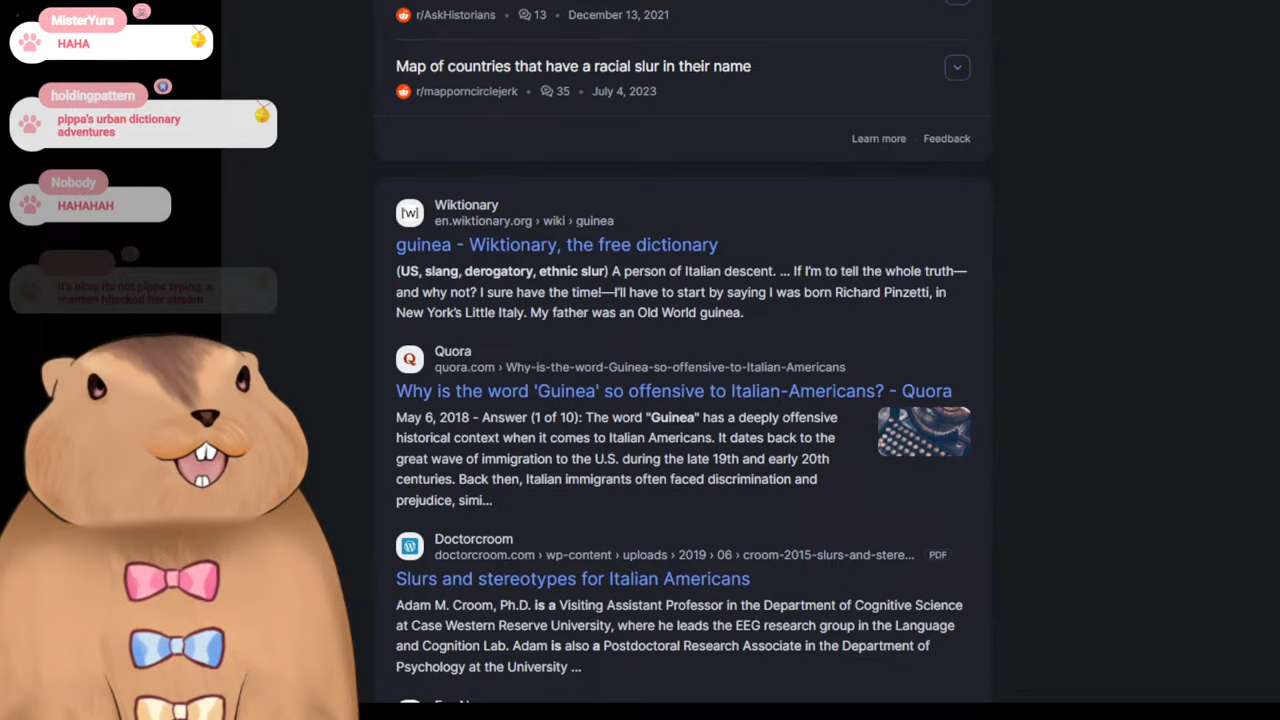 MisterYura
HAHA
holdingpattern
pippa's urban dictionary
adventures
Nobody
HAHAHAH
it's okay its not pippa typing, a
marmot hijacked her stream
r/AskHistorians • 13 • December 13, 2021
Map of countries that have a racial slur in their name
r/mapporncirclejerk • 35 • July 4, 2023
Learn more · Feedback
[w]
Wiktionary
en.wiktionary.org › wiki › guinea
guinea - Wiktionary, the free dictionary
(US, slang, derogatory, ethnic slur) A person of Italian descent. ... If I'm to tell the whole truth—
and why not? I sure have the time!—I'll have to start by saying I was born Richard Pinzetti, in
New York's Little Italy. My father was an Old World guinea.
Q
Quora
quora.com › Why-is-the-word-Guinea-so-offensive-to-Italian-Americans
Why is the word 'Guinea' so offensive to Italian-Americans? - Quora
May 6, 2018 - Answer (1 of 10): The word "Guinea" has a deeply offensive
historical context when it comes to Italian Americans. It dates back to the
great wave of immigration to the U.S. during the late 19th and early 20th
centuries. Back then, Italian immigrants often faced discrimination and
prejudice, simi...
Doctorcroom
doctorcroom.com › wp-content › uploads › 2019 › 06 › croom-2015-slurs-and-stere... PDF
Slurs and stereotypes for Italian Americans
Adam M. Croom, Ph.D. is a Visiting Assistant Professor in the Department of Cognitive Science
at Case Western Reserve University, where he leads the EEG research group in the Language
and Cognition Lab. Adam is also a Postdoctoral Research Associate in the Department of
Psychology at the University ...